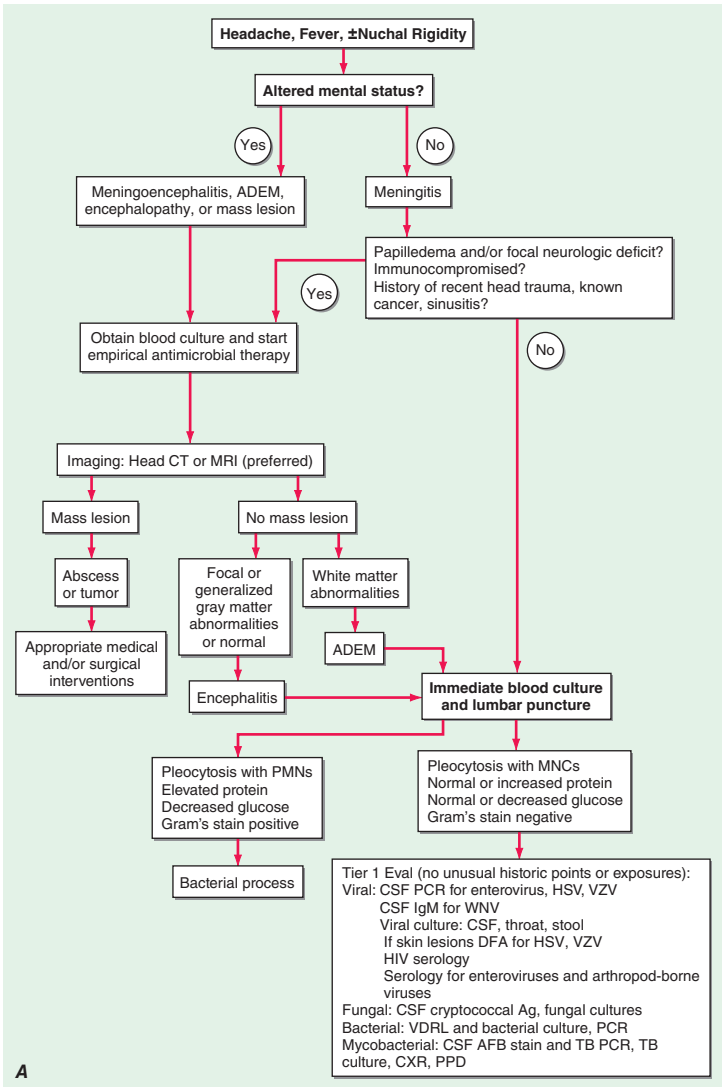 Headache, Fever, ±Nuchal Rigidity
Altered mental status?
Yes
No
Meningoencephalitis, ADEM,
encephalopathy, or mass lesion
Meningitis
Papilledema and/or focal neurologic deficit?
Immunocompromised?
History of recent head trauma, known
cancer, sinusitis?
Yes
No
Obtain blood culture and start
empirical antimicrobial therapy
Imaging: Head CT or MRI (preferred)
Mass lesion
No mass lesion
Abscess
or tumor
Focal or
generalized
gray matter
abnormalities
or normal
White matter
abnormalities
Appropriate medical
and/or surgical
interventions
ADEM
Encephalitis
Immediate blood culture
and lumbar puncture
Pleocytosis with PMNs
Elevated protein
Decreased glucose
Gram's stain positive
Pleocytosis with MNCs
Normal or increased protein
Normal or decreased glucose
Gram's stain negative
Bacterial process
Tier 1 Eval (no unusual historic points or exposures):
Viral: CSF PCR for enterovirus, HSV, VZV
CSF IgM for WNV
Viral culture: CSF, throat, stool
If skin lesions DFA for HSV, VZV
HIV serology
Serology for enteroviruses and arthropod-borne
viruses
Fungal: CSF cryptococcal Ag, fungal cultures
Bacterial: VDRL and bacterial culture, PCR
Mycobacterial: CSF AFB stain and TB PCR, TB
culture, CXR, PPD
A